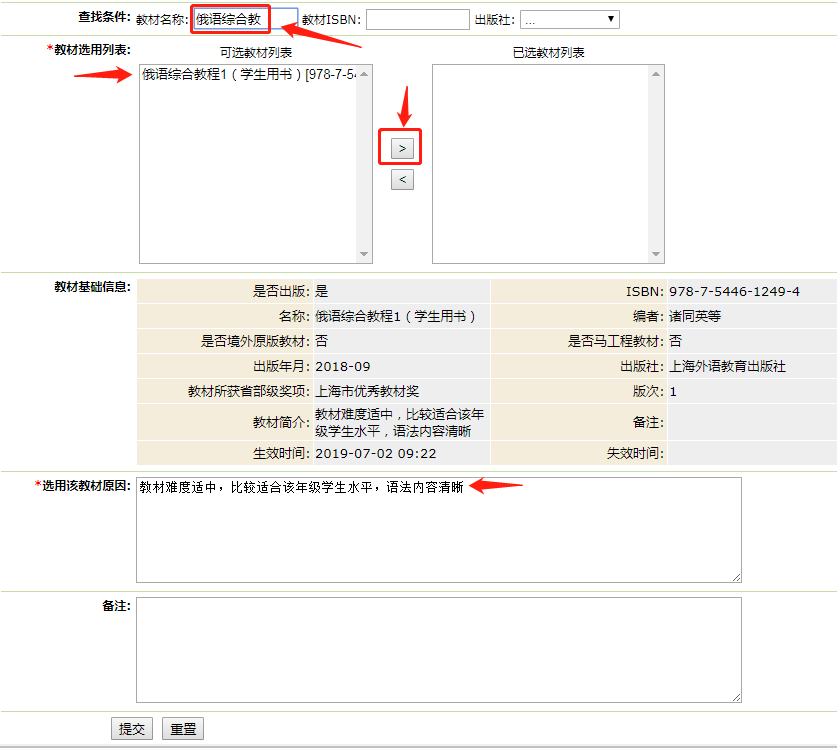 查找条件: 教材名称: 俄语综合教 教材ISBN: 出版社: ...
*教材选用列表: 可选教材列表 已选教材列表
俄语综合教程1（学生用书）[978-7-5
>
<
教材基础信息: 是否出版: 是 ISBN: 978-7-5446-1249-4
名称: 俄语综合教程1（学生用书） 编者: 诸同英等
是否境外原版教材: 否 是否马工程教材: 否
出版年月: 2018-09 出版社: 上海外语教育出版社
教材所获省部级奖项: 上海市优秀教材奖 版次: 1
教材简介: 教材难度适中，比较适合该年 备注:
级学生水平，语法内容清晰
生效时间: 2019-07-02 09:22 失效时间:
*选用该教材原因: 教材难度适中，比较适合该年级学生水平，语法内容清晰
备注:
提交 重置